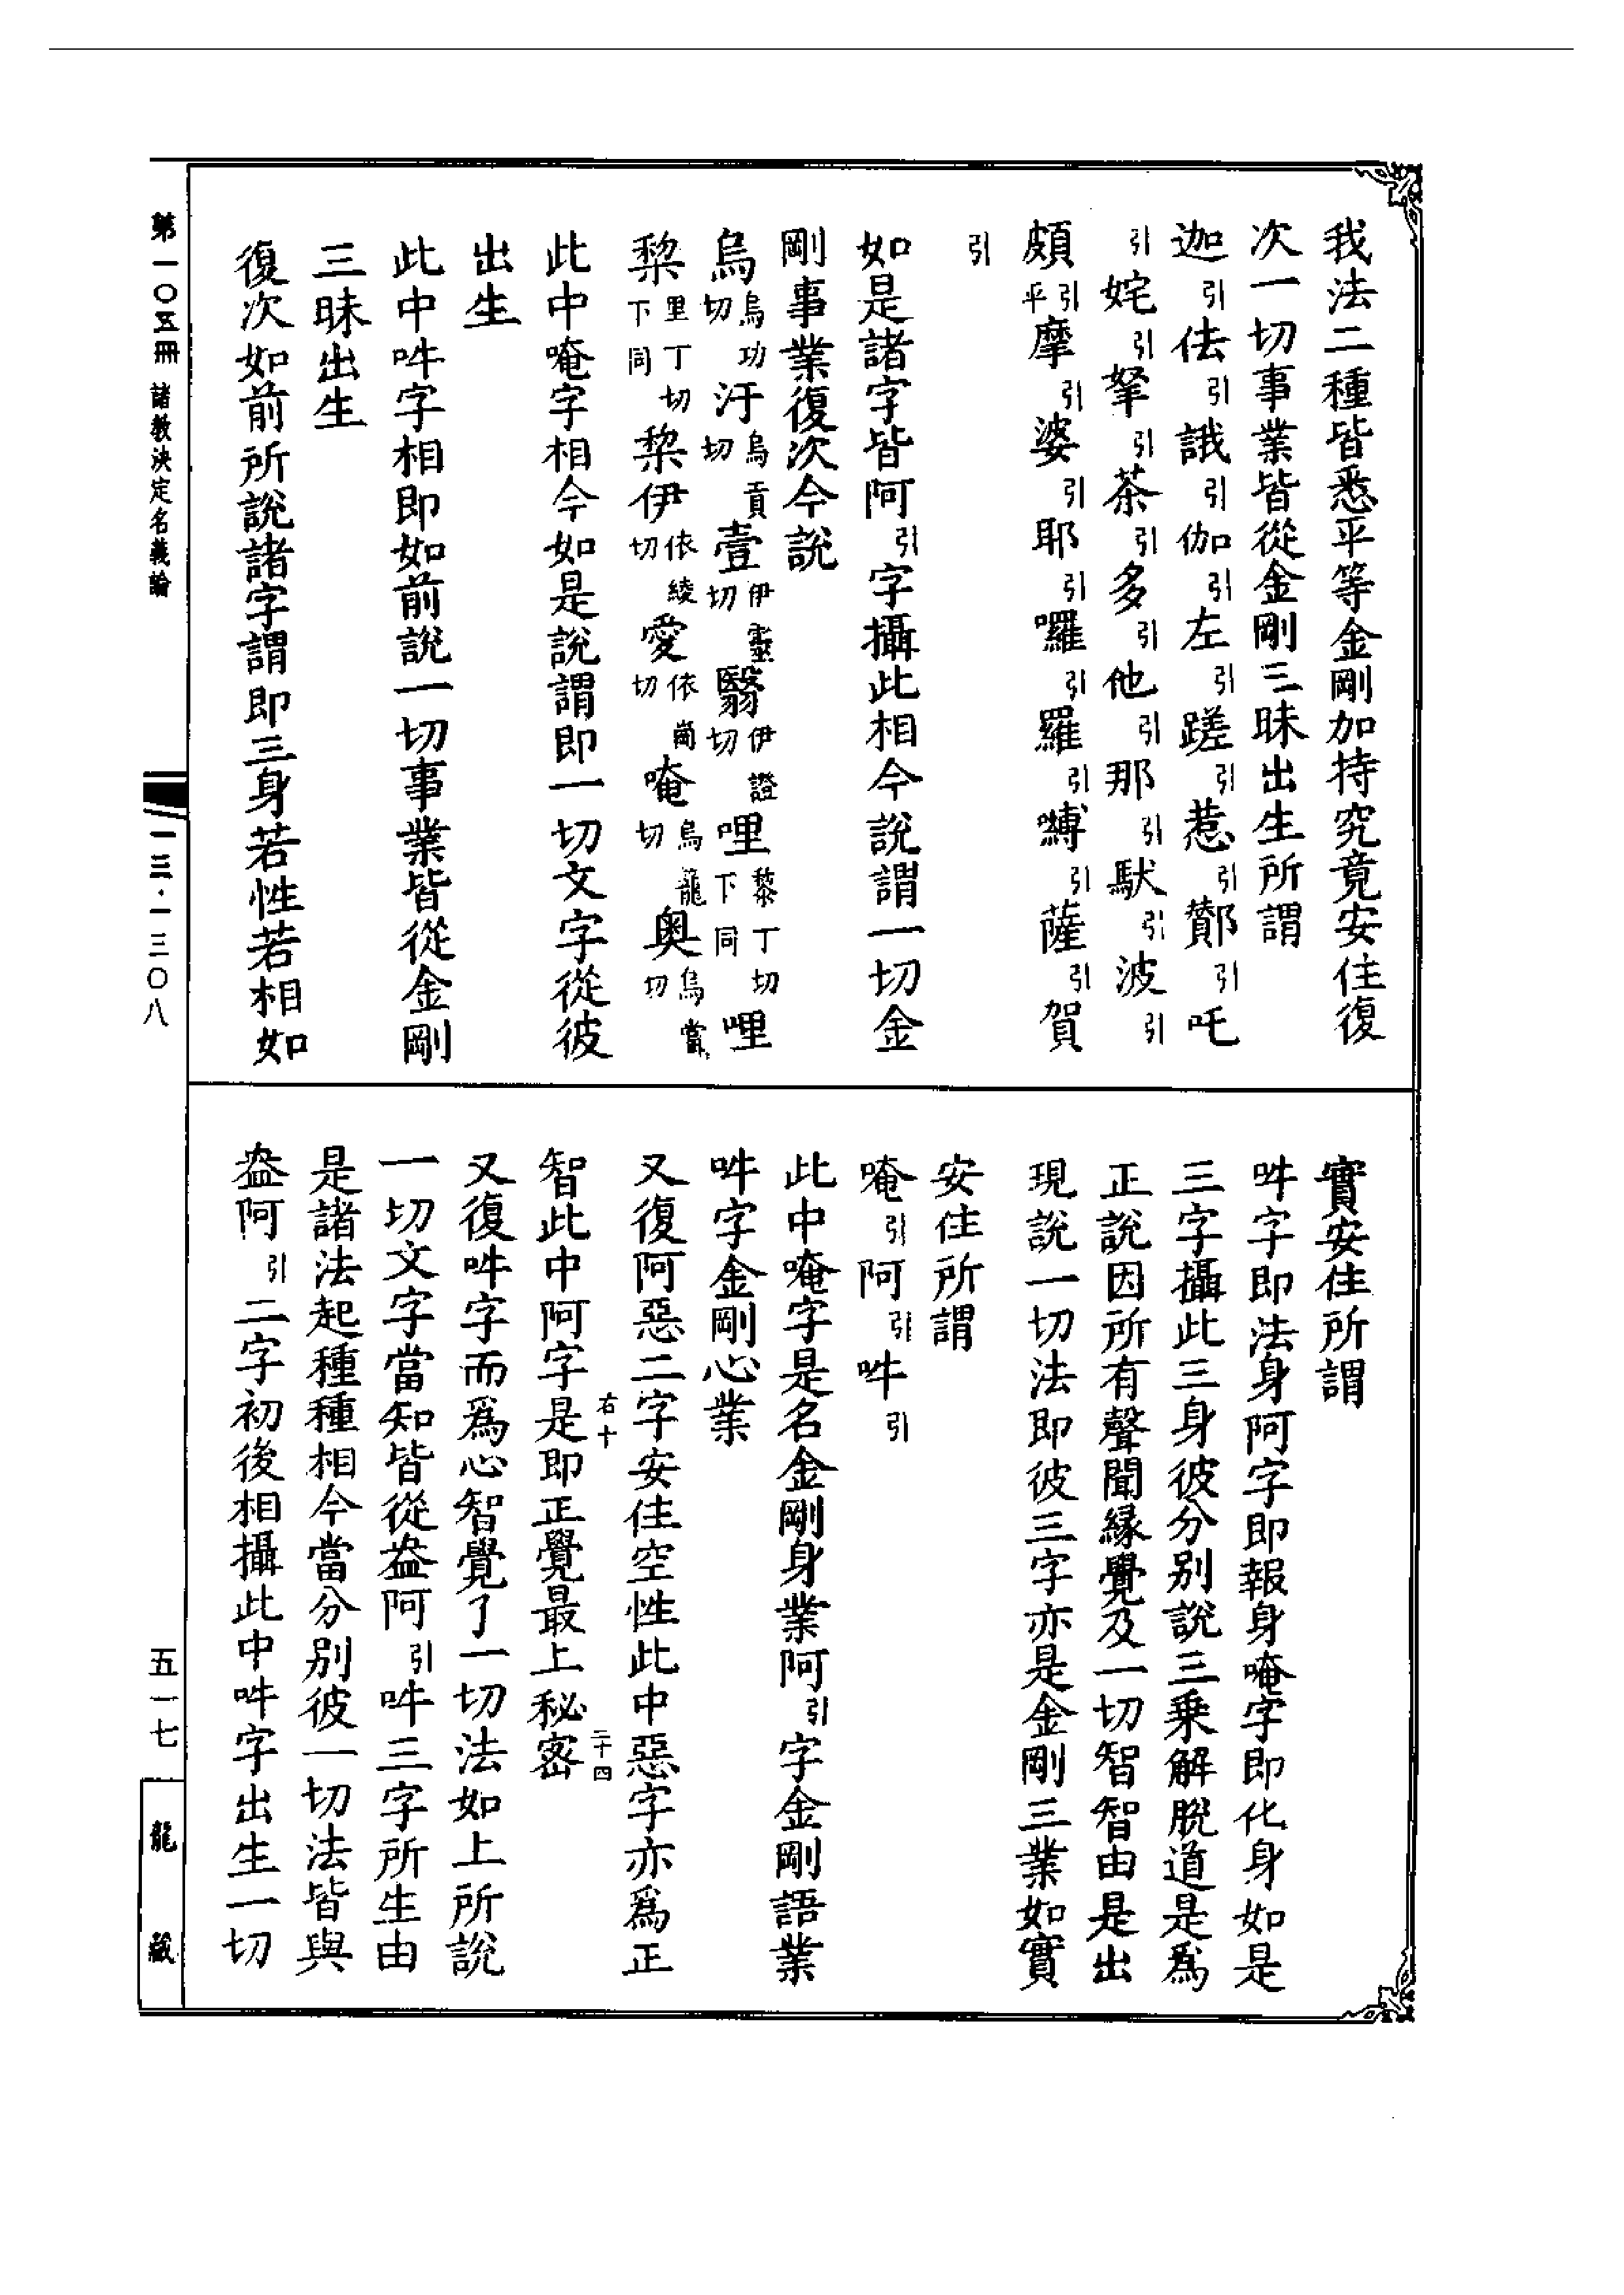 我法二種皆悉平等金剛加持究竟安住復
次一切事業皆從金剛三昧出生所謂
迦引佉引誐引伽引左引蹉引惹引酇引吒
引姹引拏引茶引多引他引那引馱引波引
頗引平摩引婆引耶引囉引羅引嚩引薩引賀
引
如是諸字皆阿引字攝此相今說謂一切金
剛事業復次今說
烏烏功切汙烏貢切壹伊靈切翳伊證切哩黎丁切下同哩
㮚里丁切下同㮚伊依綾切愛依崗切唵烏龍切奥烏當切
此中唵字相今如是說謂即一切文字從彼
出生
此中吽字相即如前說一切事業皆從金剛
三昧出生
復次如前所說諸字謂即三身若性若相如
實安住所謂
吽字即法身阿字即報身唵字即化身如是
三字攝此三身彼分别說三乗解脫道是爲
正說因所有聲聞緣覺及一切智智由是出
現說一切法即彼三字亦是金剛三業如實
安住所謂
唵引阿引吽引
此中唵字是名金剛身業阿引字金剛語業
吽字金剛心業
又復阿惡二字安住空性此中惡字亦爲正
智此中阿字是即正覺最上秘密
右十
二十四
又復吽字而爲心智覺了一切法如上所說
一切文字當知皆從盎阿引吽三字所生由
是諸法起種種相今當分别彼一切法皆與
盎阿引二字初後相攝此中吽字出生一切
第一〇五冊 諸教決定名義論
一三·一三〇八
五一七
龍藏